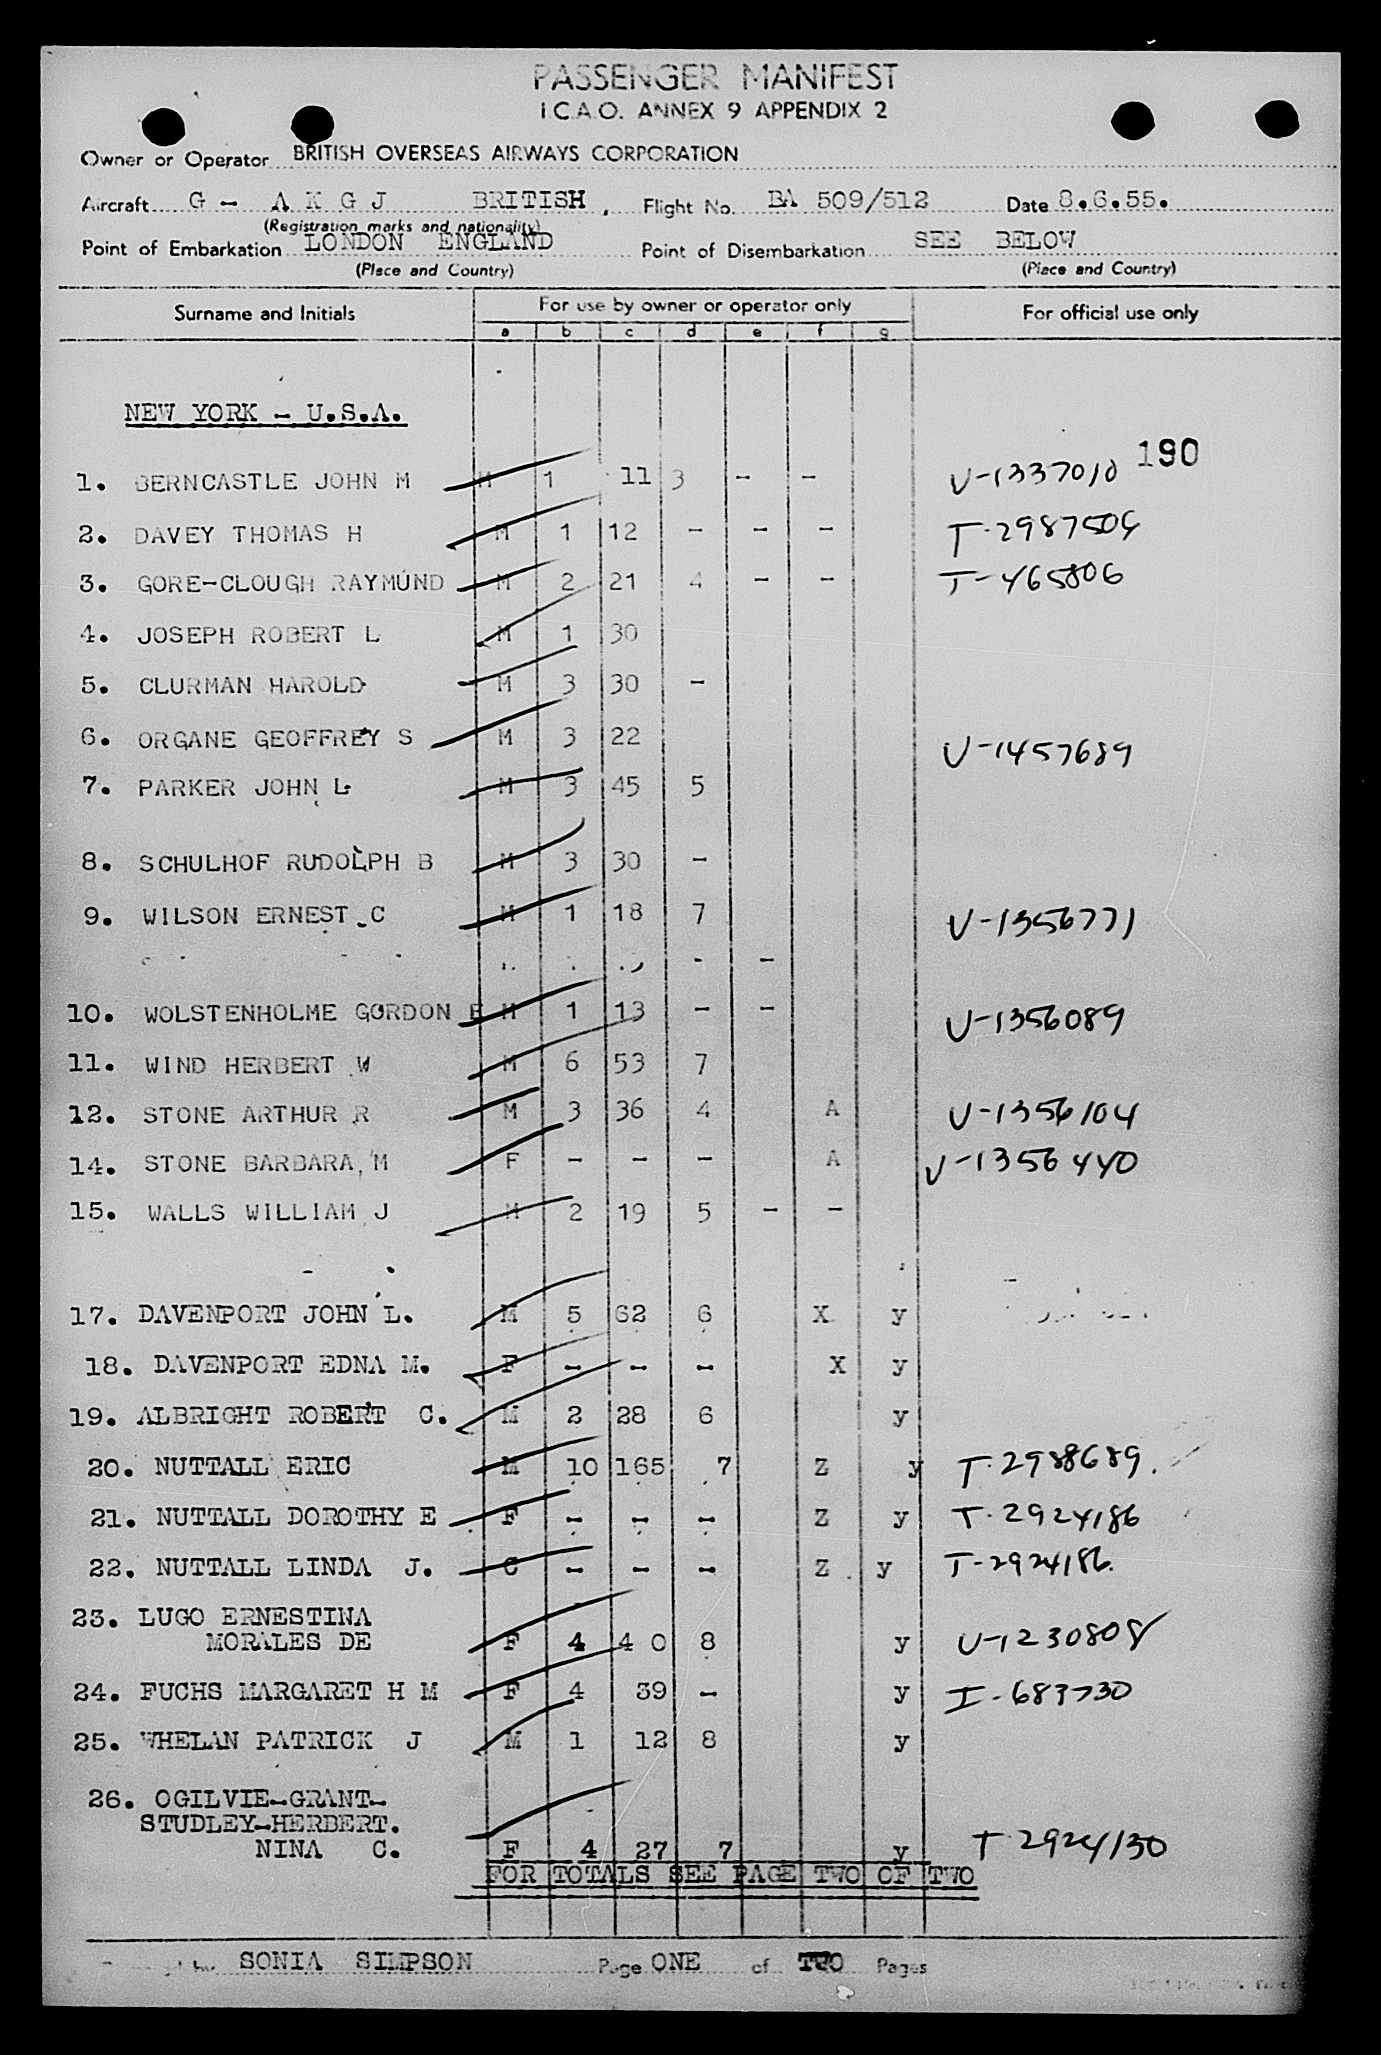 PASSENGER MANIFEST
I.C.A.O. ANNEX 9 APPENDIX 2
Owner or Operator BRITISH OVERSEAS AIRWAYS CORPORATION
Aircraft G - A K G J BRITISH, Flight No. BA 509/512 Date 8.6.55.
(Registration marks and nationality)
Point of Embarkation LONDON ENGLAND Point of Disembarkation SEE BELOW
(Place and Country) (Place and Country)
Surname and Initials For use by owner or operator only For official use only
a b c d e f g
NEW YORK - U.S.A.
190
1. BERNCASTLE JOHN M M 1 11 3 - - V-1337010
2. DAVEY THOMAS H M 1 12 - - - T-2987504
3. GORE-CLOUGH RAYMUND M 2 21 4 - - T-465806
4. JOSEPH ROBERT L M 1 30
5. CLURMAN HAROLD M 3 30 -
6. ORGANE GEOFFREY S M 3 22 V-1457689
7. PARKER JOHN L M 3 45 5
8. SCHULHOF RUDOLPH B M 3 30 -
9. WILSON ERNEST C M 1 18 7 V-1356771
- -
10. WOLSTENHOLME GORDON E M 1 13 - - V-1356089
11. WIND HERBERT W M 6 53 7
12. STONE ARTHUR R M 3 36 4 A V-1356104
14. STONE BARBARA M F - - - A V-1356440
15. WALLS WILLIAM J M 2 19 5 - -
17. DAVENPORT JOHN L. M 5 62 6 X y
18. DAVENPORT EDNA M. F - - - X y
19. ALBRIGHT ROBERT C. M 2 28 6 y
20. NUTTALL ERIC M 10 165 7 Z y T-2988689.
21. NUTTALL DOROTHY E F - - - Z y T-2924186
22. NUTTALL LINDA J. C - - - Z y T-2924186.
23. LUGO ERNESTINA
MORALES DE F 4 4 0 8 y V-1230808
24. FUCHS MARGARET H M F 4 39 - y I-683730
25. WHELAN PATRICK J M 1 12 8 y
26. OGILVIE-GRANT-
STUDLEY-HERBERT.
NINA C. F 4 27 7 y T-2924130
FOR TOTALS SEE PAGE TWO OF TWO
SONIA SIMPSON Page ONE of TWO Pages